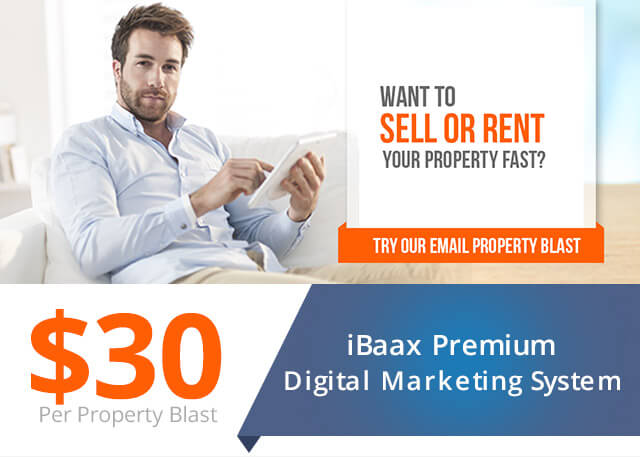 WANT TO
SELL OR RENT
YOUR PROPERTY FAST?
TRY OUR EMAIL PROPERTY BLAST
$30
Per Property Blast
iBaax Premium
Digital Marketing System